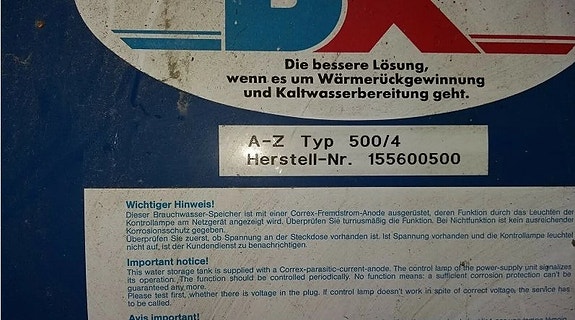 DK
Die bessere Lösung,
wenn es um Wärmerückgewinnung
und Kaltwasserbereitung geht.
A-Z Typ 500/4
Herstell-Nr. 155600500
Wichtiger Hinweis!
Dieser Brauchwasser-Speicher ist mit einer Correx-Fremdstrom-Anode ausgerüstet, deren Funktion durch das Leuchten der
Kontrollampe am Netzgerät angezeigt wird. Überprüfen Sie turnusmäßig die Funktion. Bei Nichtfunktion ist kein ausreichender
Korrosionsschutz gegeben.
Überprüfen Sie zuerst, ob Spannung an der Steckdose vorhanden ist. Ist Spannung vorhanden und die Kontrollampe leuchtet
nicht auf, ist der Kundendienst zu benachrichtigen.
Important notice!
This water storage tank is supplied with a Correx-parasitic-current-anode. The control lamp of the power-supply unit signalizes
its operation. The function should be controled periodically. No function means: a sufficient corrosion protection can't be
guaranteed any more.
Please test first, whether there is voltage in the plug. If control lamp doesn't work in spite of correct voltage, the service has
to be called.
Avis important!